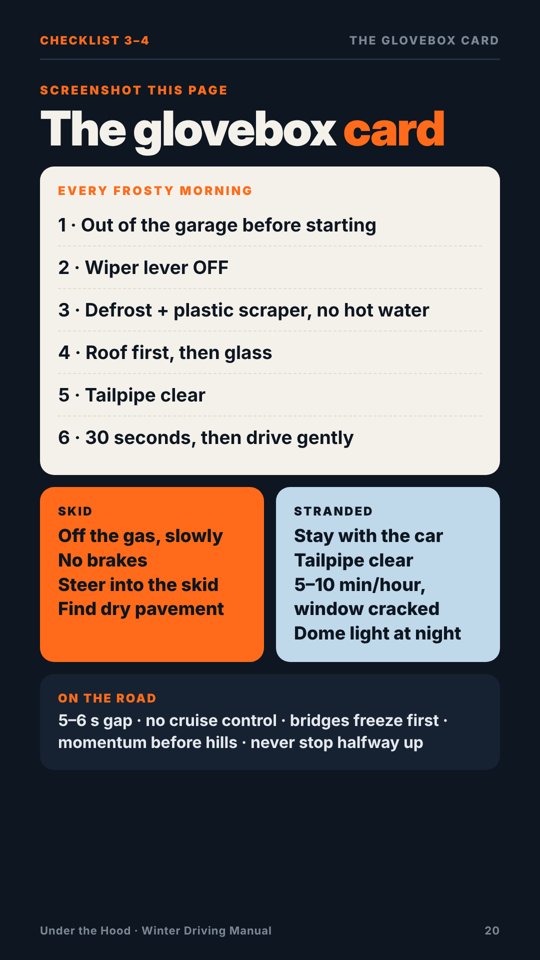 CHECKLIST 3–4
THE GLOVEBOX CARD
SCREENSHOT THIS PAGE
The glovebox card
EVERY FROSTY MORNING
1 · Out of the garage before starting
2 · Wiper lever OFF
3 · Defrost + plastic scraper, no hot water
4 · Roof first, then glass
5 · Tailpipe clear
6 · 30 seconds, then drive gently
SKID
Off the gas, slowly
No brakes
Steer into the skid
Find dry pavement
STRANDED
Stay with the car
Tailpipe clear
5–10 min/hour,
window cracked
Dome light at night
ON THE ROAD
5–6 s gap · no cruise control · bridges freeze first ·
momentum before hills · never stop halfway up
Under the Hood · Winter Driving Manual
20